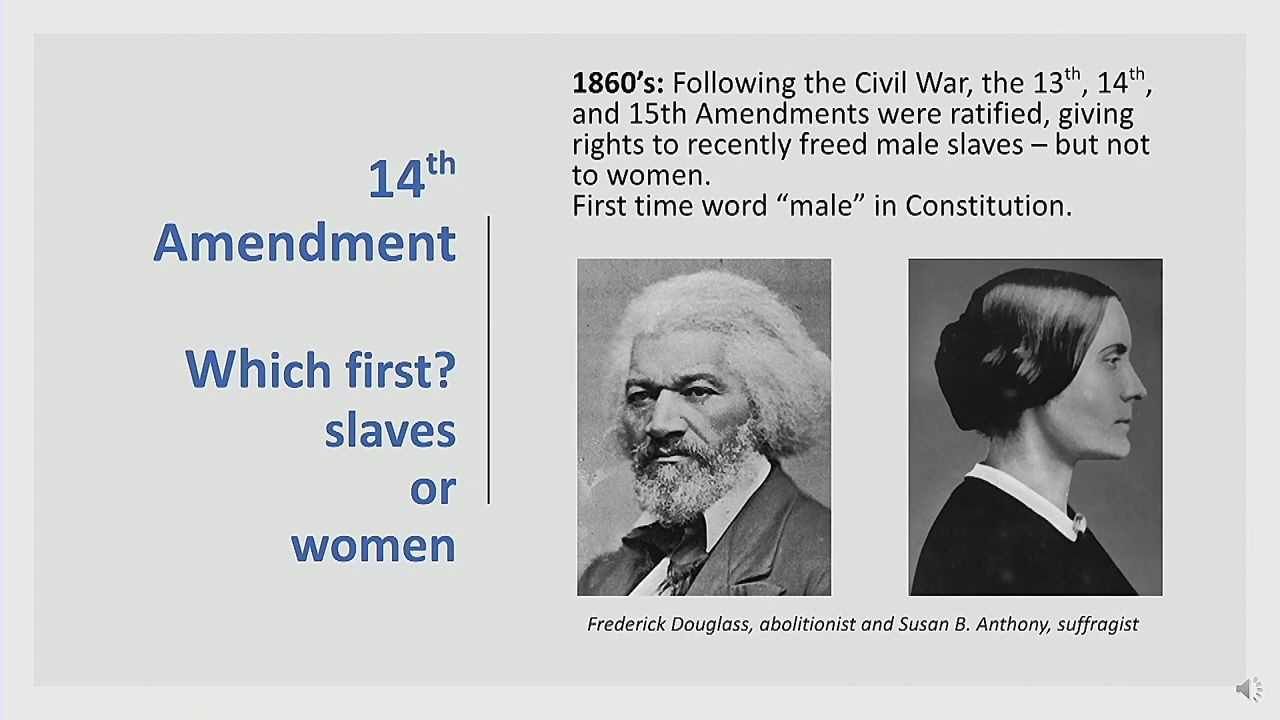 14th
Amendment
Which first?
slaves
or
women
1860’s: Following the Civil War, the 13th, 14th,
and 15th Amendments were ratified, giving
rights to recently freed male slaves – but not
to women.
First time word “male” in Constitution.
Frederick Douglass, abolitionist and Susan B. Anthony, suffragist